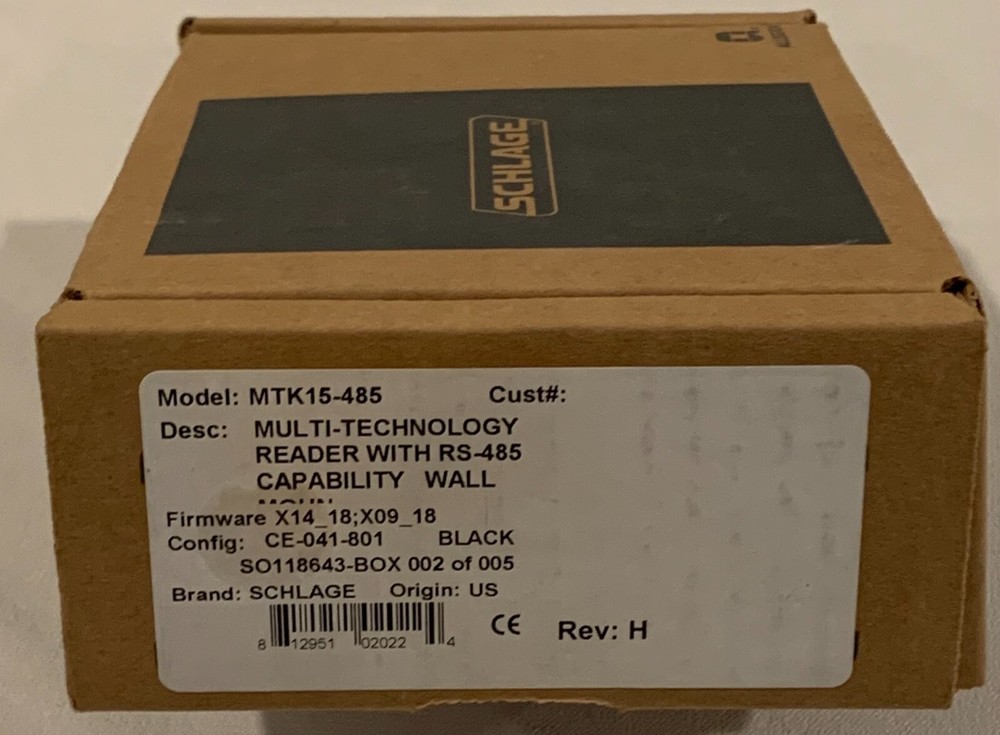 SCHLAGE
Model: MTK15-485 Cust#:
Desc: MULTI-TECHNOLOGY
READER WITH RS-485
CAPABILITY WALL
Firmware X14_18;X09_18
Config: CE-041-801 BLACK
SO118643-BOX 002 of 005
Brand: SCHLAGE Origin: US
8 12951 02022 4
CE Rev: H